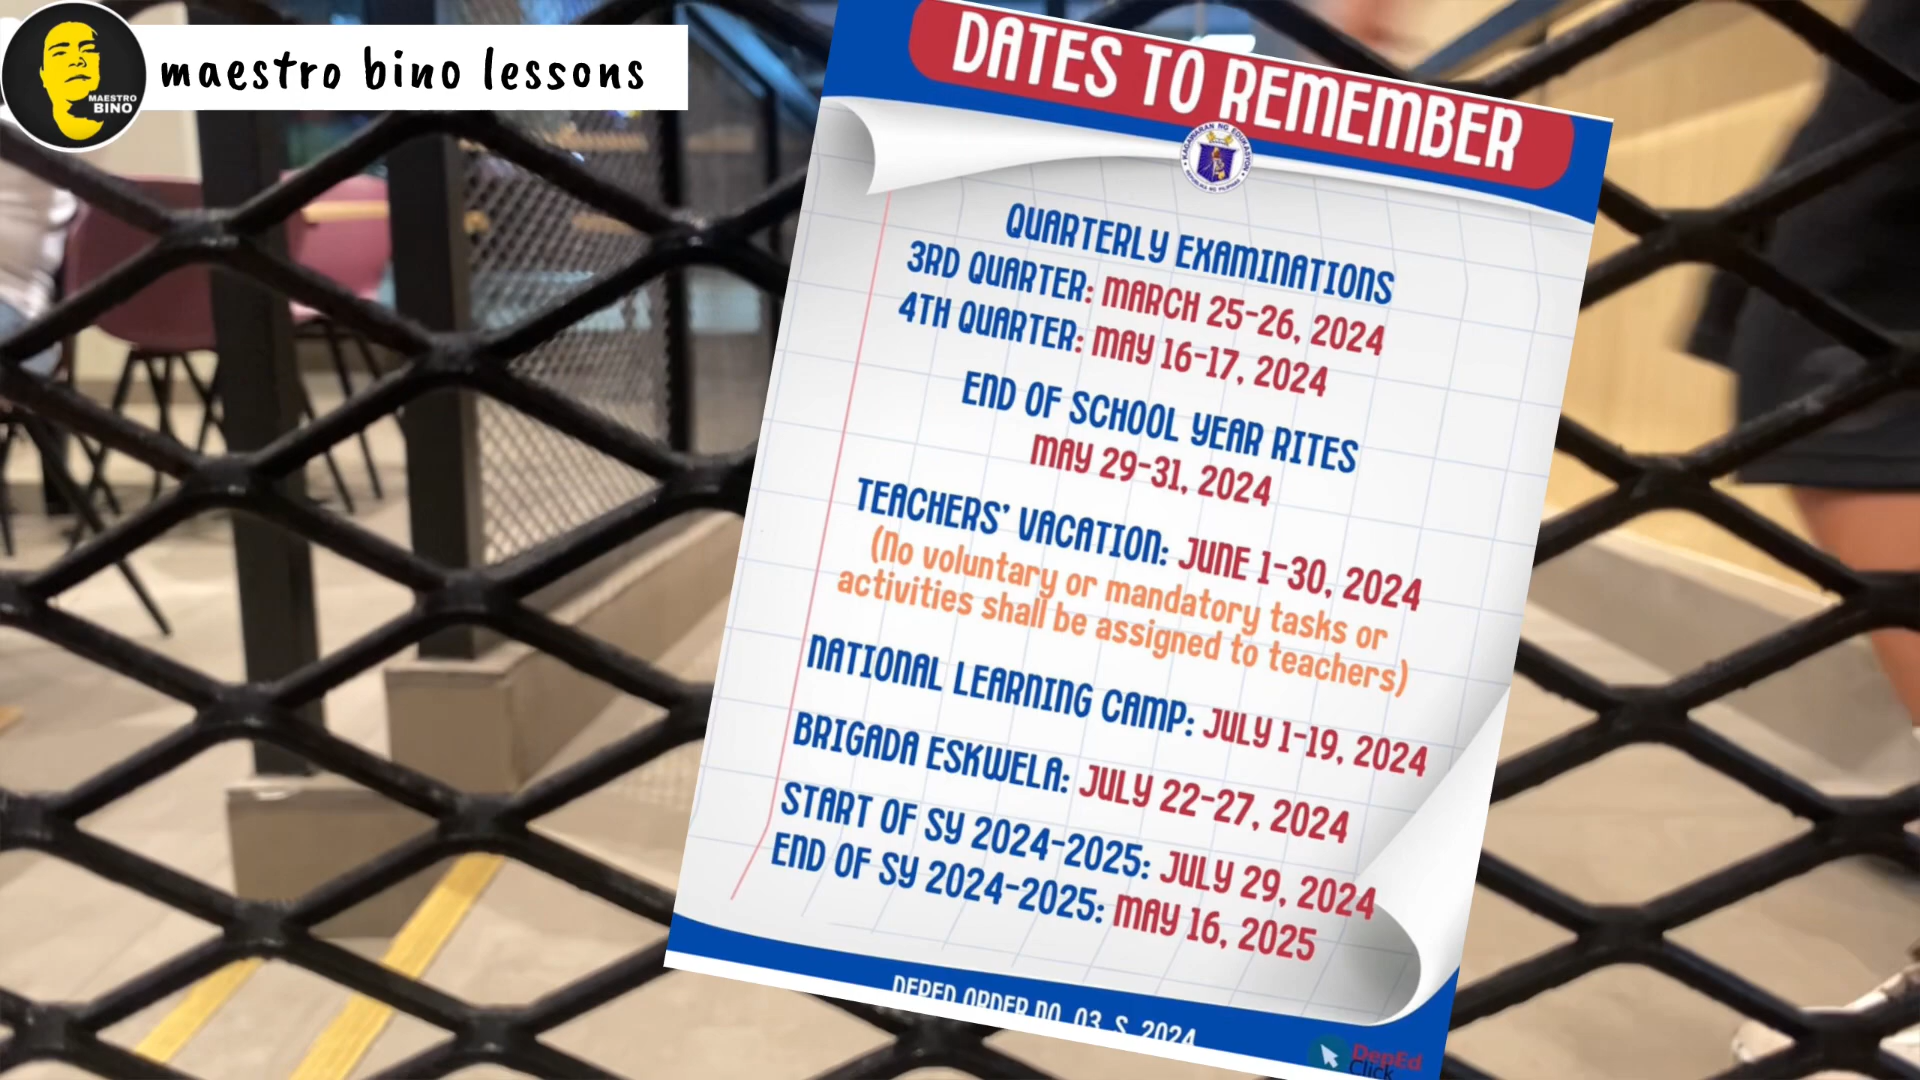 maestro bino lessons
MAESTRO
BINO
DATES TO REMEMBER
QUARTERLY EXAMINATIONS
3RD QUARTER: MARCH 25-26, 2024
4TH QUARTER: MAY 16-17, 2024
END OF SCHOOL YEAR RITES
MAY 29-31, 2024
TEACHERS' VACATION: JUNE 1-30, 2024
(No voluntary or mandatory tasks or
activities shall be assigned to teachers)
NATIONAL LEARNING CAMP: JULY 1-19, 2024
BRIGADA ESKWELA: JULY 22-27, 2024
START OF SY 2024-2025: JULY 29, 2024
END OF SY 2024-2025: MAY 16, 2025
DEPED ORDER NO. 03, S. 2024
DepEd
Click